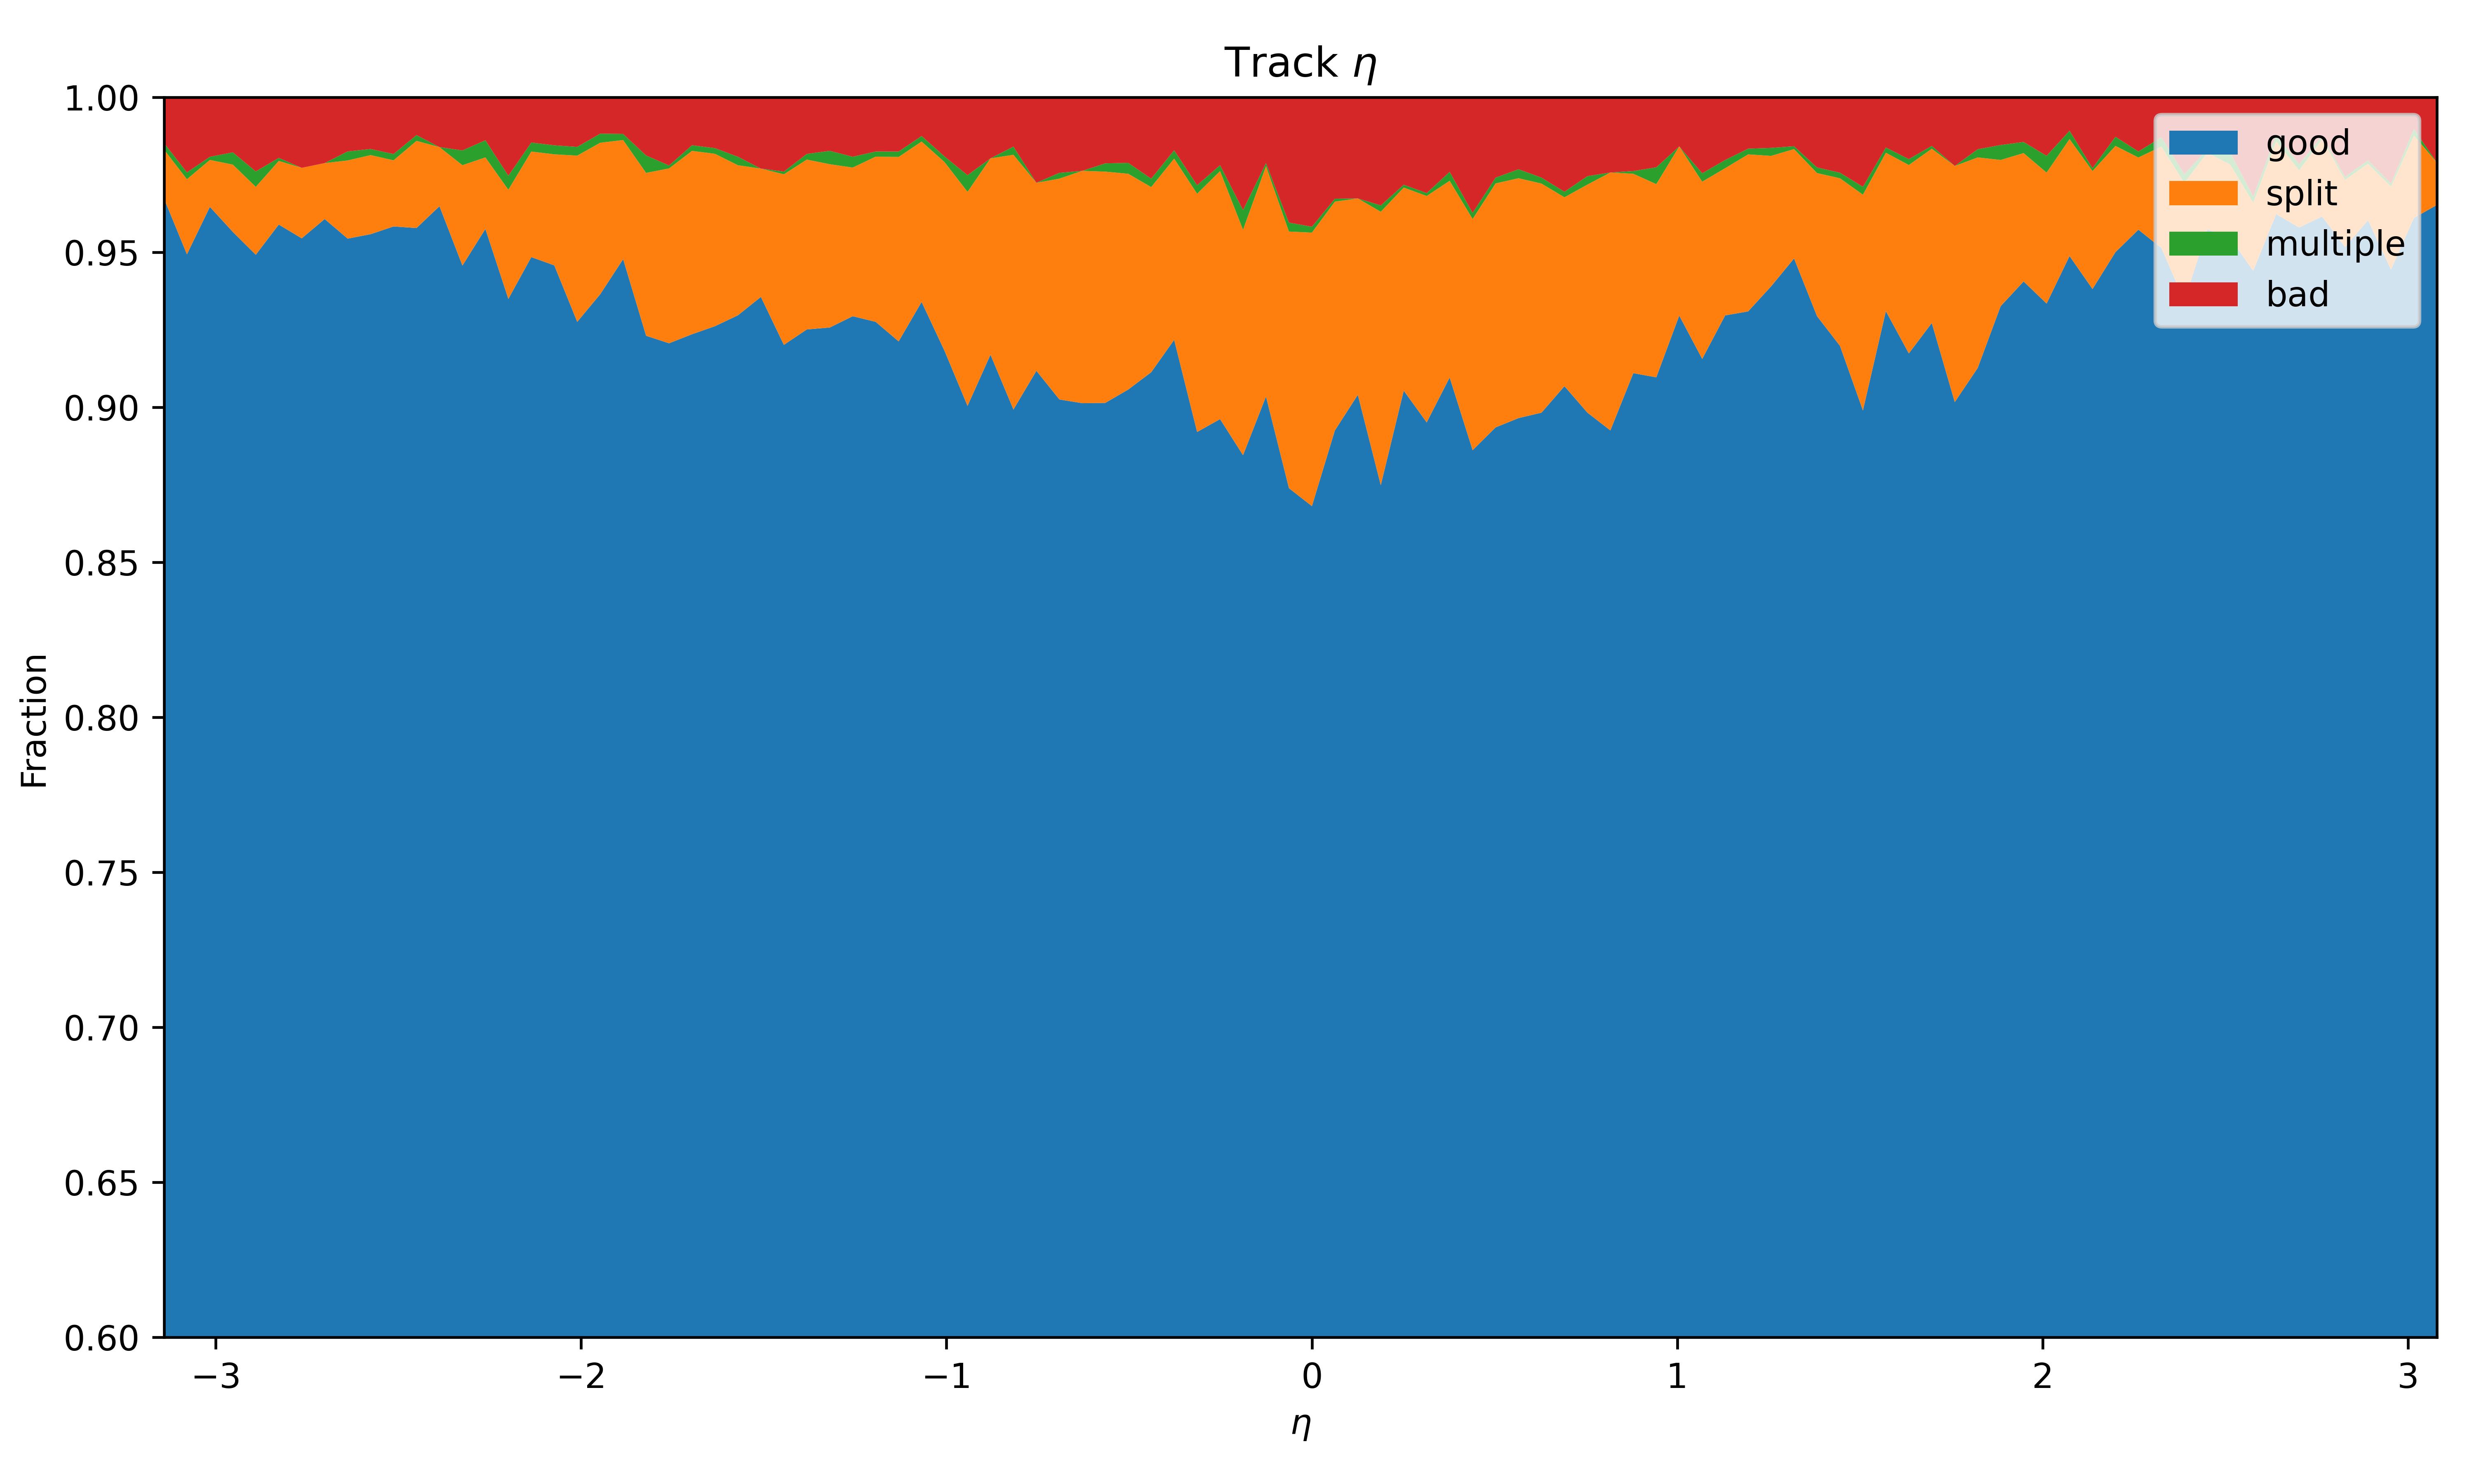 Track η
1.00
0.95
0.90
0.85
0.80
0.75
0.70
0.65
0.60
Fraction
good
split
multiple
bad
−3 −2 −1 0 1 2 3
η